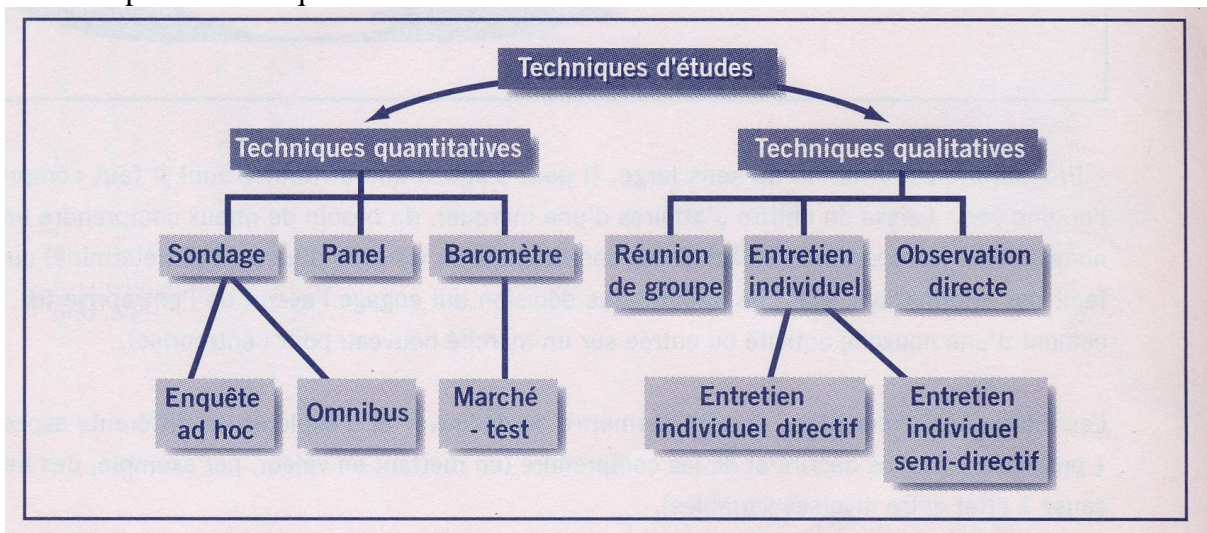 Techniques d'études
Techniques quantitatives
Techniques qualitatives
Sondage
Panel
Baromètre
Réunion
de groupe
Entretien
individuel
Observation
directe
Enquête
ad hoc
Omnibus
Marché
- test
Entretien
individuel directif
Entretien
individuel
semi-directif